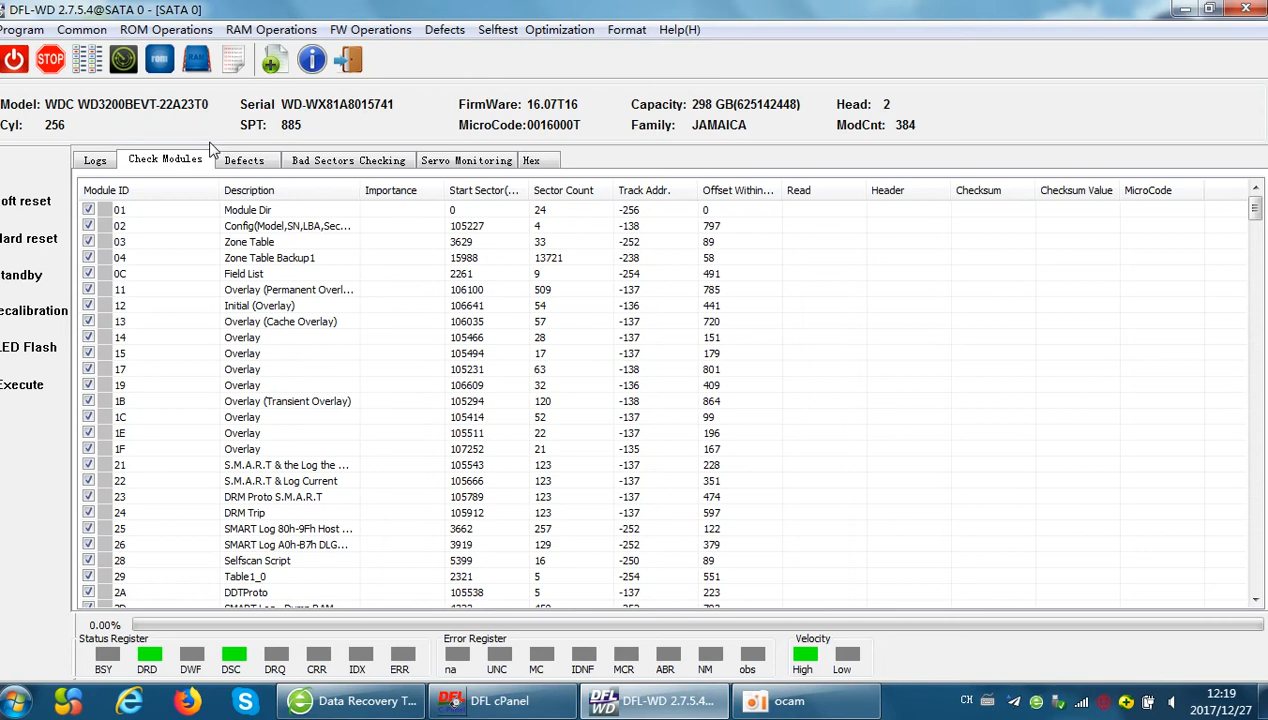 DFL-WD 2.7.5.4@SATA 0 - [SATA 0]
Program Common ROM Operations RAM Operations FW Operations Defects Selftest Optimization Format Help(H)
STOP rom RAM
Model: WDC WD3200BEVT-22A23T0 Serial WD-WX81A8015741 FirmWare: 16.07T16 Capacity: 298 GB(625142448) Head: 2
Cyl: 256 SPT: 885 MicroCode:0016000T Family: JAMAICA ModCnt: 384
Logs Check Modules Defects Bad Sectors Checking Servo Monitoring Hex
oft reset
ard reset
tandby
ecalibration
ED Flash
Execute
Module ID Description Importance Start Sector(... Sector Count Track Addr. Offset Within... Read Header Checksum Checksum Value MicroCode
01 Module Dir 0 24 -256 0
02 Config(Model,SN,LBA,Sec... 105227 4 -138 797
03 Zone Table 3629 33 -252 89
04 Zone Table Backup1 15988 13721 -238 58
0C Field List 2261 9 -254 491
11 Overlay (Permanent Overl... 106100 509 -137 785
12 Initial (Overlay) 106641 54 -136 441
13 Overlay (Cache Overlay) 106035 57 -137 720
14 Overlay 105466 28 -137 151
15 Overlay 105494 17 -137 179
17 Overlay 105231 63 -138 801
19 Overlay 106609 32 -136 409
1B Overlay (Transient Overlay) 105294 120 -138 864
1C Overlay 105414 52 -137 99
1E Overlay 105511 22 -137 196
1F Overlay 107252 21 -135 167
21 S.M.A.R.T & the Log the ... 105543 123 -137 228
22 S.M.A.R.T & Log Current 105666 123 -137 351
23 DRM Proto S.M.A.R.T 105789 123 -137 474
24 DRM Trip 105912 123 -137 597
25 SMART Log 80h-9Fh Host ... 3662 257 -252 122
26 SMART Log A0h-B7h DLG... 3919 129 -252 379
28 Selfscan Script 5399 16 -250 89
29 Table1_0 2321 5 -254 551
2A DDTProto 105538 5 -137 223
0.00%
Status Register Error Register Velocity
BSY DRD DWF DSC DRQ CRR IDX ERR na UNC MC IDNF MCR ABR NM obs High Low
Data Recovery T... DFL cPanel DFL-WD 2.7.5.4... ocam CH 12:19
2017/12/27